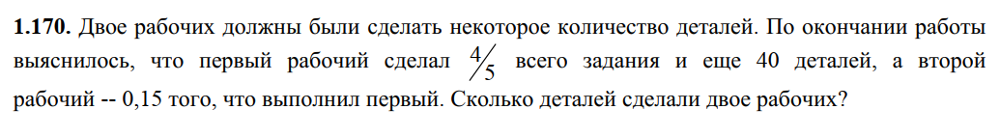 1.170. Двое рабочих должны были сделать некоторое количество деталей. По окончании работы
выяснилось, что первый рабочий сделал 4/5 всего задания и еще 40 деталей, а второй
рабочий -- 0,15 того, что выполнил первый. Сколько деталей сделали двое рабочих?